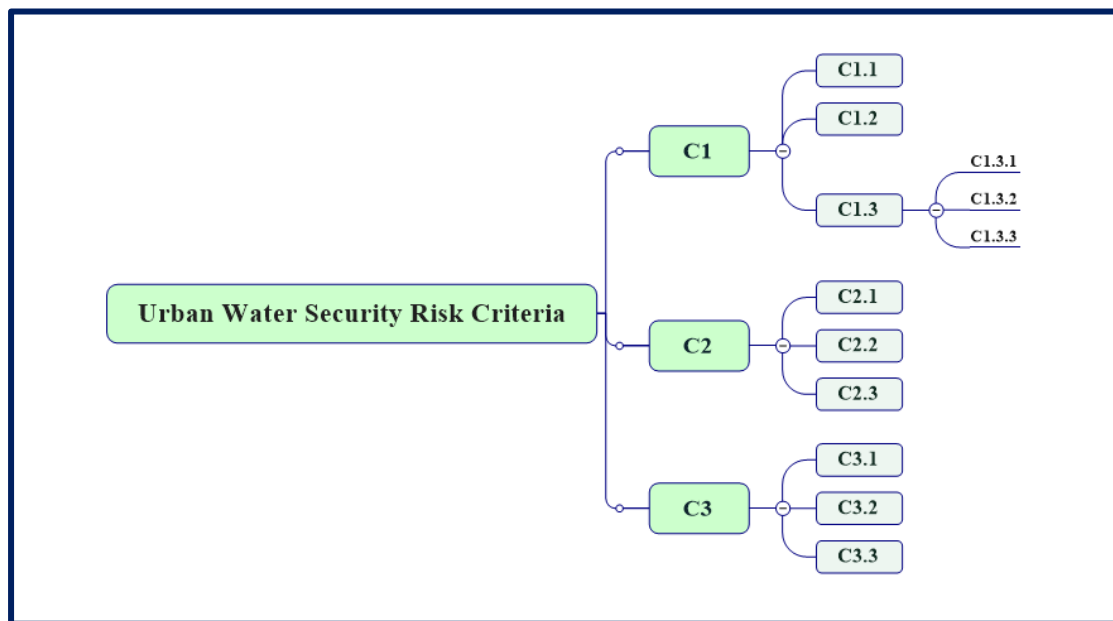 Urban Water Security Risk Criteria
C1
C1.1
C1.2
C1.3
C1.3.1
C1.3.2
C1.3.3
C2
C2.1
C2.2
C2.3
C3
C3.1
C3.2
C3.3